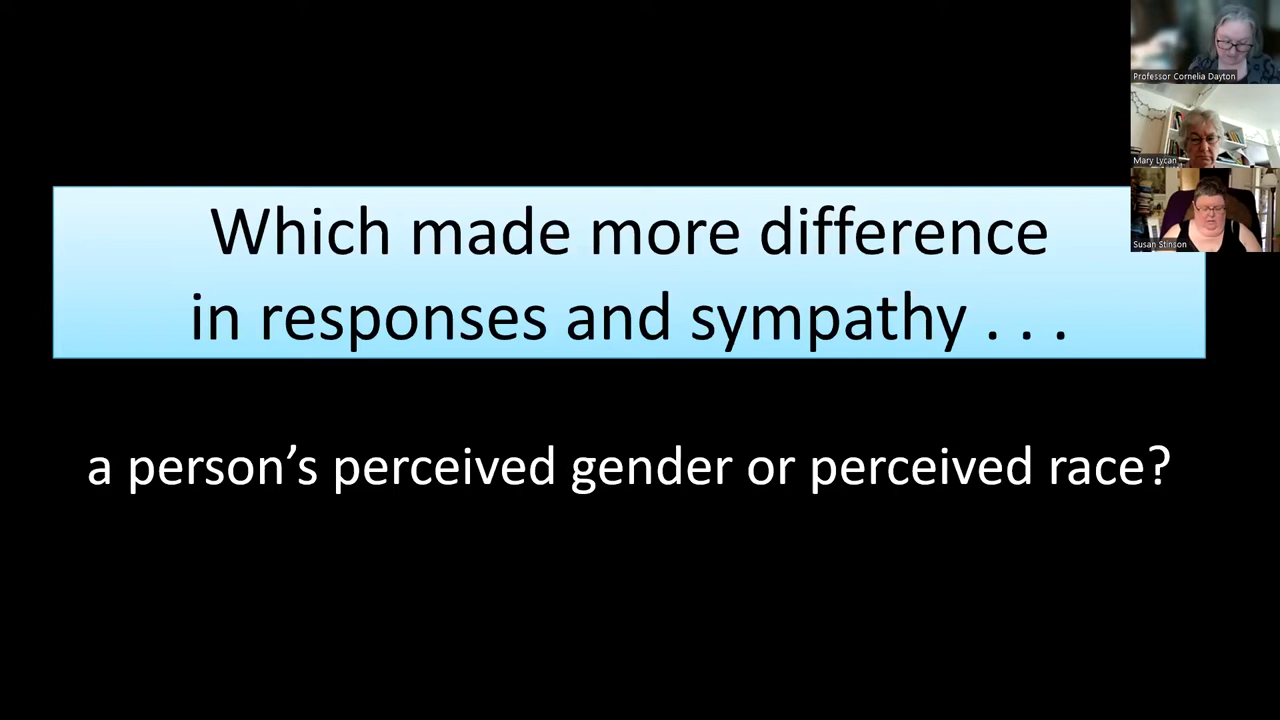 Professor Cornelia Dayton
Mary Lycan
Susan Stinson
Which made more difference
in responses and sympathy . . .
a person’s perceived gender or perceived race?